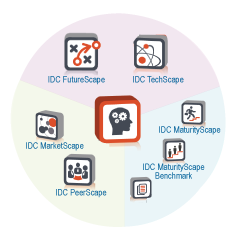 IDC FutureScape
IDC TechScape
IDC MarketScape
IDC MaturityScape
IDC MaturityScape
Benchmark
IDC PeerScape